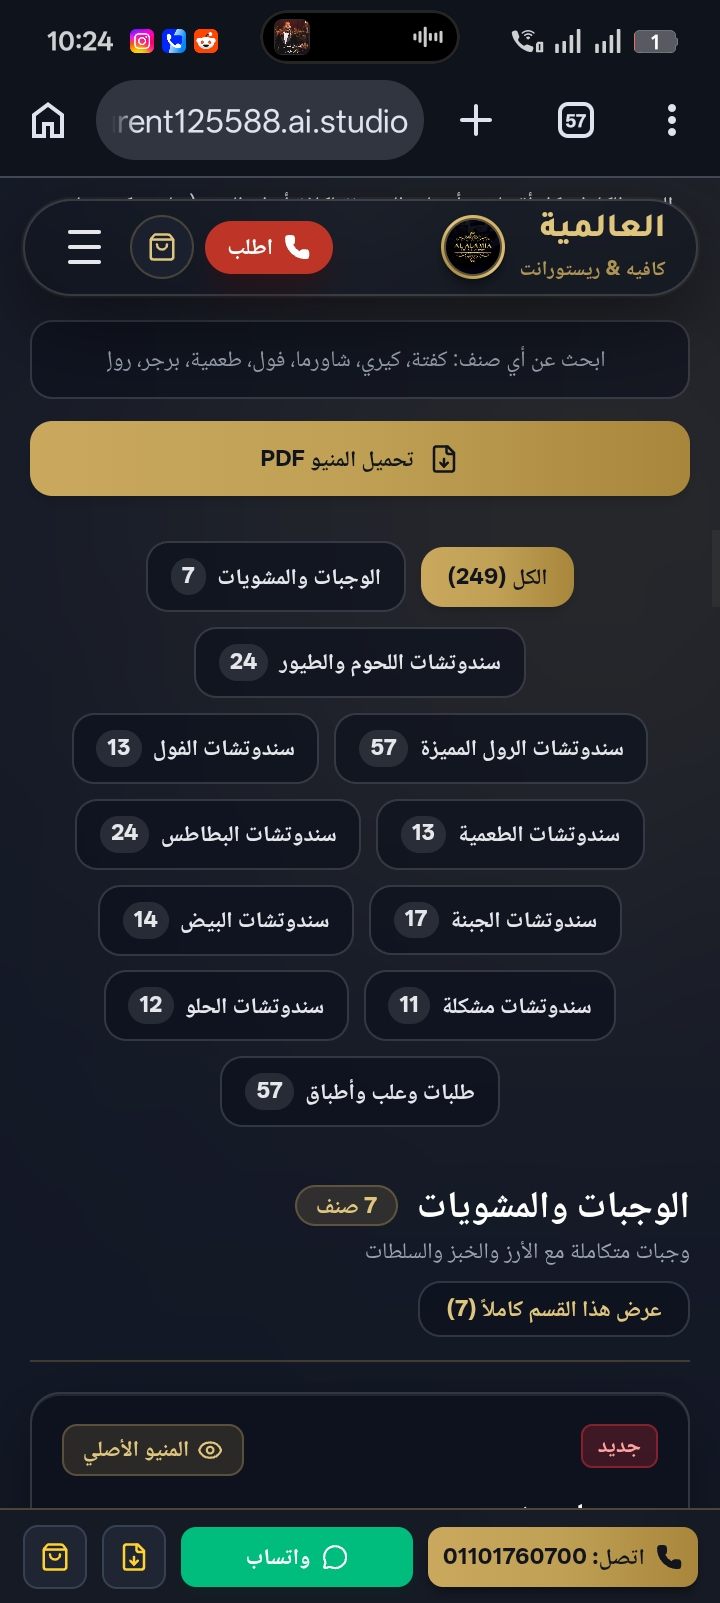 10:24
1
rent125588.ai.studio
57
العالمية
كافيه & ريستورانت
AL ALAMIA
اطلب
ابحث عن أي صنف: كفتة، كيري، شاورما، فول، طعمية، برجر، رول
تحميل المنيو PDF
الكل (249)
الوجبات والمشويات 7
سندوتشات اللحوم والطيور 24
سندوتشات الرول المميزة 57
سندوتشات الفول 13
سندوتشات الطعمية 13
سندوتشات البطاطس 24
سندوتشات الجبنة 17
سندوتشات البيض 14
سندوتشات مشكلة 11
سندوتشات الحلو 12
طلبات وعلب وأطباق 57
الوجبات والمشويات 7 صنف
وجبات متكاملة مع الأرز والخبز والسلطات
عرض هذا القسم كاملاً (7)
جديد
المنيو الأصلي
اتصل: 01101760700
واتساب